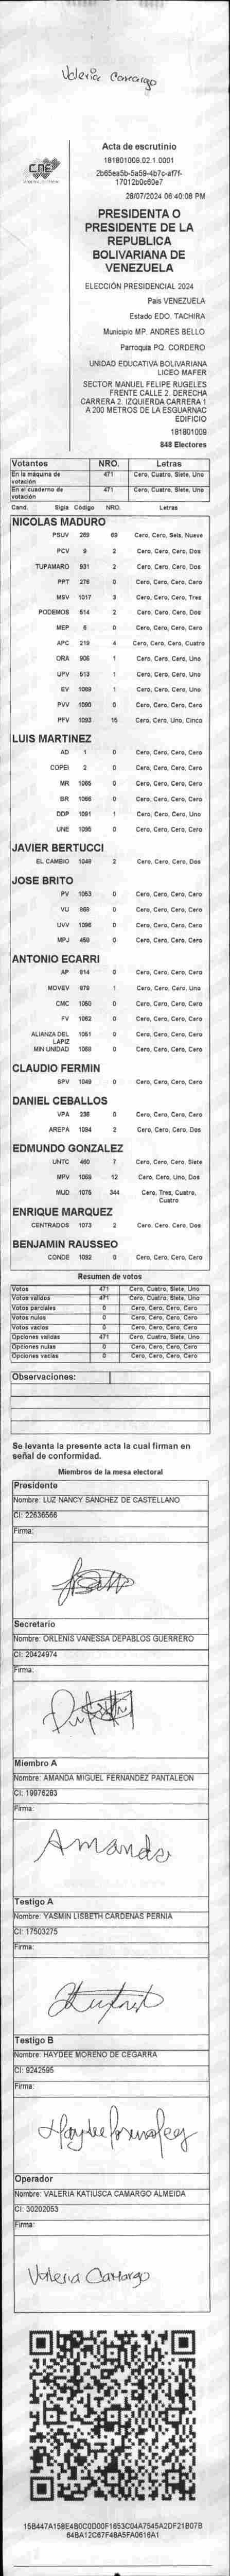 Valeria Camargo
Acta de escrutinio
181801009.02.1.0001
2b65ea5b-5a59-4b7c-af7f-
17012b0c60e7
CNE
28/07/2024 06:40:08 PM
PRESIDENTA O
PRESIDENTE DE LA
REPUBLICA
BOLIVARIANA DE
VENEZUELA
ELECCIÓN PRESIDENCIAL 2024
País VENEZUELA
Estado EDO. TACHIRA
Municipio MP. ANDRES BELLO
Parroquia PQ. CORDERO
UNIDAD EDUCATIVA BOLIVARIANA
LICEO MAFER
SECTOR MANUEL FELIPE RUGELES
FRENTE CALLE 2. DERECHA
CARRERA 2. IZQUIERDA CARRERA 1
A 200 METROS DE LA ESGUARNAC
EDIFICIO
181801009
848 Electores
Votantes NRO. Letras
En la máquina de votación 471 Cero, Cuatro, Siete, Uno
En el cuaderno de votación 471 Cero, Cuatro, Siete, Uno
Cand. Sigla Código NRO. Letras
NICOLAS MADURO
PSUV 269 69 Cero, Cero, Seis, Nueve
PCV 9 2 Cero, Cero, Cero, Dos
TUPAMARO 931 2 Cero, Cero, Cero, Dos
PPT 276 0 Cero, Cero, Cero, Cero
MSV 1017 3 Cero, Cero, Cero, Tres
PODEMOS 514 2 Cero, Cero, Cero, Dos
MEP 6 0 Cero, Cero, Cero, Cero
APC 219 4 Cero, Cero, Cero, Cuatro
ORA 906 1 Cero, Cero, Cero, Uno
UPV 513 1 Cero, Cero, Cero, Uno
EV 1069 1 Cero, Cero, Cero, Uno
PVV 1090 0 Cero, Cero, Cero, Cero
PFV 1093 15 Cero, Cero, Uno, Cinco
LUIS MARTINEZ
AD 1 0 Cero, Cero, Cero, Cero
COPEI 2 0 Cero, Cero, Cero, Cero
MR 1065 0 Cero, Cero, Cero, Cero
BR 1066 0 Cero, Cero, Cero, Cero
DDP 1091 1 Cero, Cero, Cero, Uno
UNE 1095 0 Cero, Cero, Cero, Cero
JAVIER BERTUCCI
EL CAMBIO 1048 2 Cero, Cero, Cero, Dos
JOSE BRITO
PV 1053 0 Cero, Cero, Cero, Cero
VU 868 0 Cero, Cero, Cero, Cero
UVV 1096 0 Cero, Cero, Cero, Cero
MPJ 458 0 Cero, Cero, Cero, Cero
ANTONIO ECARRI
AP 914 0 Cero, Cero, Cero, Cero
MOVEV 879 1 Cero, Cero, Cero, Uno
CMC 1050 0 Cero, Cero, Cero, Cero
FV 1062 0 Cero, Cero, Cero, Cero
ALIANZA DEL LAPIZ 1051 0 Cero, Cero, Cero, Cero
MIN UNIDAD 1068 0 Cero, Cero, Cero, Cero
CLAUDIO FERMIN
SPV 1049 0 Cero, Cero, Cero, Cero
DANIEL CEBALLOS
VPA 238 0 Cero, Cero, Cero, Cero
AREPA 1094 2 Cero, Cero, Cero, Dos
EDMUNDO GONZALEZ
UNTC 460 7 Cero, Cero, Cero, Siete
MPV 1069 12 Cero, Cero, Uno, Dos
MUD 1075 344 Cero, Tres, Cuatro, Cuatro
ENRIQUE MARQUEZ
CENTRADOS 1073 2 Cero, Cero, Cero, Dos
BENJAMIN RAUSSEO
CONDE 1092 0 Cero, Cero, Cero, Cero
Resumen de votos
Votos 471 Cero, Cuatro, Siete, Uno
Votos válidos 471 Cero, Cuatro, Siete, Uno
Votos parciales 0 Cero, Cero, Cero, Cero
Votos nulos 0 Cero, Cero, Cero, Cero
Votos vacíos 0 Cero, Cero, Cero, Cero
Opciones válidas 471 Cero, Cuatro, Siete, Uno
Opciones nulas 0 Cero, Cero, Cero, Cero
Opciones vacías 0 Cero, Cero, Cero, Cero
Observaciones:
Se levanta la presente acta la cual firman en
señal de conformidad.
Miembros de la mesa electoral
Presidente
Nombre: LUZ NANCY SANCHEZ DE CASTELLANO
CI: 22636566
Firma:
Secretario
Nombre: ORLENIS VANESSA DEPABLOS GUERRERO
CI: 20424974
Firma:
Miembro A
Nombre: AMANDA MIGUEL FERNANDEZ PANTALEON
CI: 19976283
Firma:
Amanda
Testigo A
Nombre: YASMIN LISBETH CARDENAS PERNIA
CI: 17503275
Firma:
Testigo B
Nombre: HAYDEE MORENO DE CEGARRA
CI: 9242595
Firma:
Operador
Nombre: VALERIA KATIUSCA CAMARGO ALMEIDA
CI: 30202053
Firma:
Valeria Camargo
15B447A158E4B0C0D00F1653C04A7545A2DF21B07B
64BA12C67F48A5FA0616A1